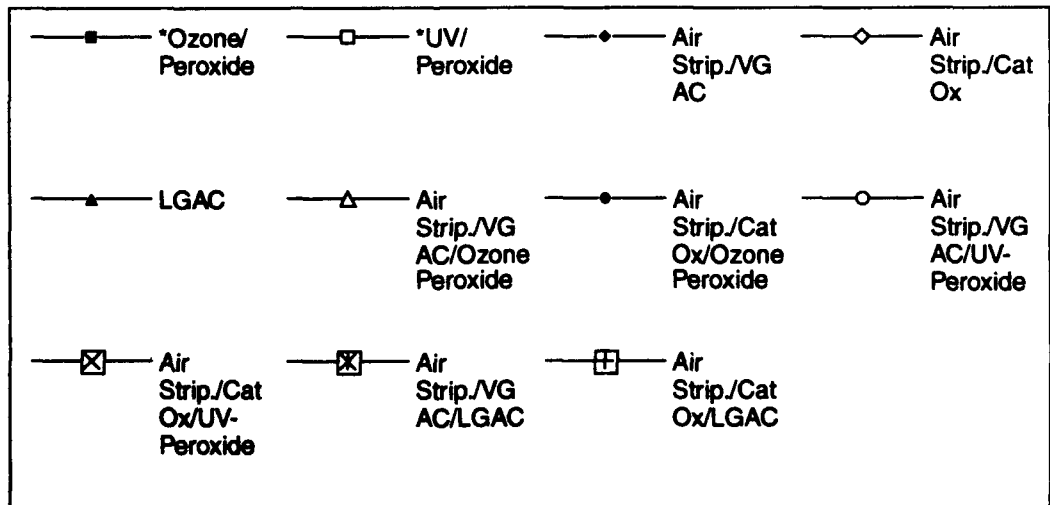 *Ozone/
Peroxide
*UV/
Peroxide
Air
Strip./VG
AC
Air
Strip./Cat
Ox
LGAC
Air
Strip./VG
AC/Ozone
Peroxide
Air
Strip./Cat
Ox/Ozone
Peroxide
Air
Strip./VG
AC/UV-
Peroxide
Air
Strip./Cat
Ox/UV-
Peroxide
Air
Strip./VG
AC/LGAC
Air
Strip./Cat
Ox/LGAC